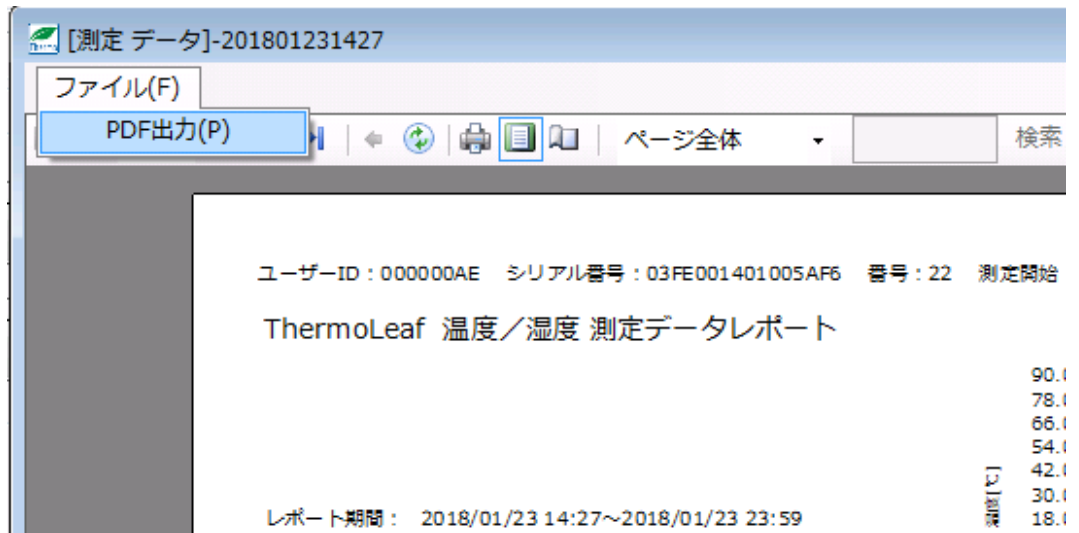 [測定 データ]-201801231427
ファイル(F)
PDF出力(P)
ページ全体
検索
ユーザーID：000000AE シリアル番号：03FE001401005AF6 番号：22 測定開始
ThermoLeaf 温度／湿度 測定データレポート
90.0
78.0
66.0
54.0
42.0
30.0
18.0
レポート期間： 2018/01/23 14:27～2018/01/23 23:59